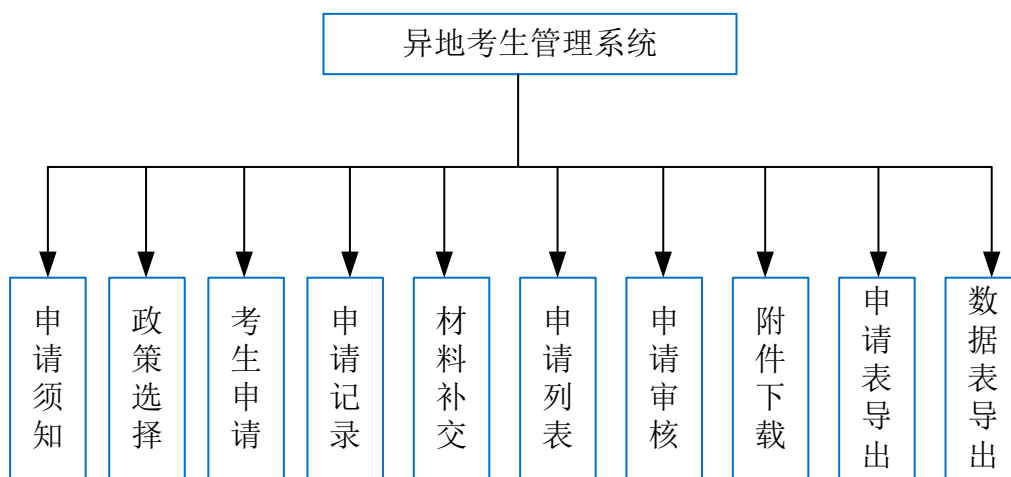 异地考生管理系统
申请须知
政策选择
考生申请
申请记录
材料补交
申请列表
申请审核
附件下载
申请表导出
数据表导出